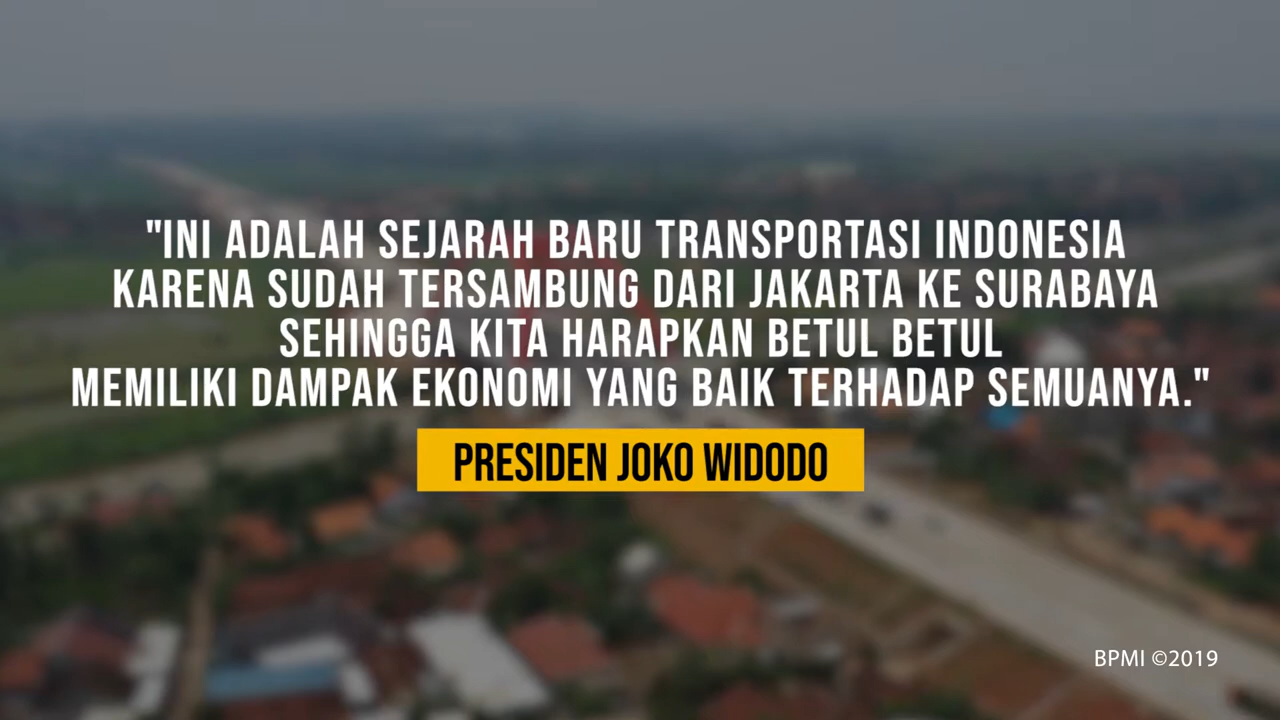 "INI ADALAH SEJARAH BARU TRANSPORTASI INDONESIA
KARENA SUDAH TERSAMBUNG DARI JAKARTA KE SURABAYA
SEHINGGA KITA HARAPKAN BETUL BETUL
MEMILIKI DAMPAK EKONOMI YANG BAIK TERHADAP SEMUANYA."
PRESIDEN JOKO WIDODO
BPMI ©2019